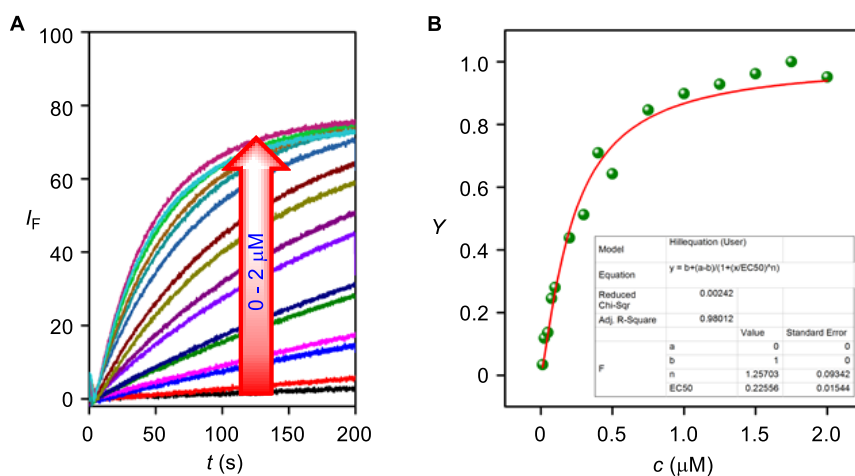 A
100
80
60
40
20
0
I_F
0 - 2 µM
0
50
100
150
200
t (s)
B
1.0
0.8
0.6
0.4
0.2
0
Y
Model Hillequation (User)
Equation y = b+(a-b)/(1+(x/EC50)^n)
Reduced Chi-Sqr 0.00242
Adj. R-Square 0.98012
Value Standard Error
F
a 0 0
b 1 0
n 1.25703 0.09342
EC50 0.22556 0.01544
0
0.5
1.0
1.5
2.0
c (µM)